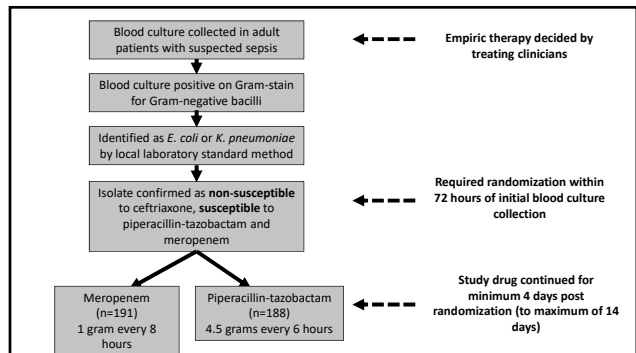 Blood culture collected in adult
patients with suspected sepsis
Empiric therapy decided by
treating clinicians
Blood culture positive on Gram-stain
for Gram-negative bacilli
Identified as E. coli or K. pneumoniae
by local laboratory standard method
Isolate confirmed as non-susceptible
to ceftriaxone, susceptible to
piperacillin-tazobactam and
meropenem
Required randomization within
72 hours of initial blood culture
collection
Meropenem
(n=191)
1 gram every 8
hours
Piperacillin-tazobactam
(n=188)
4.5 grams every 6 hours
Study drug continued for
minimum 4 days post
randomization (to maximum of 14
days)